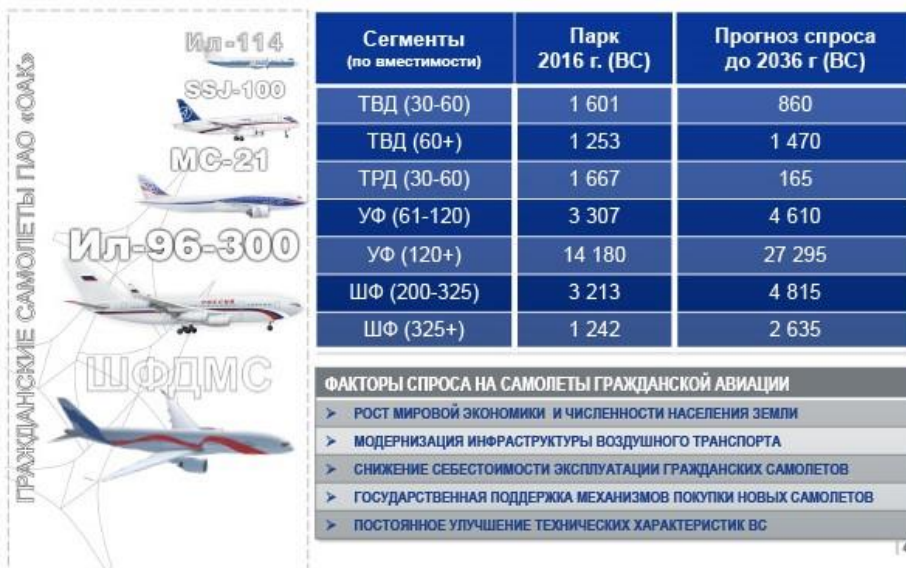 ГРАЖДАНСКИЕ САМОЛЕТЫ ПАО «ОАК»
Ил-114
SSJ-100
МС-21
Ил-96-300
РОССИЯ
ШФДМС
Сегменты (по вместимости) Парк 2016 г. (ВС) Прогноз спроса до 2036 г (ВС)
ТВД (30-60) 1 601 860
ТВД (60+) 1 253 1 470
ТРД (30-60) 1 667 165
УФ (61-120) 3 307 4 610
УФ (120+) 14 180 27 295
ШФ (200-325) 3 213 4 815
ШФ (325+) 1 242 2 635
ФАКТОРЫ СПРОСА НА САМОЛЕТЫ ГРАЖДАНСКОЙ АВИАЦИИ
➢ РОСТ МИРОВОЙ ЭКОНОМИКИ И ЧИСЛЕННОСТИ НАСЕЛЕНИЯ ЗЕМЛИ
➢ МОДЕРНИЗАЦИЯ ИНФРАСТРУКТУРЫ ВОЗДУШНОГО ТРАНСПОРТА
➢ СНИЖЕНИЕ СЕБЕСТОИМОСТИ ЭКСПЛУАТАЦИИ ГРАЖДАНСКИХ САМОЛЕТОВ
➢ ГОСУДАРСТВЕННАЯ ПОДДЕРЖКА МЕХАНИЗМОВ ПОКУПКИ НОВЫХ САМОЛЕТОВ
➢ ПОСТОЯННОЕ УЛУЧШЕНИЕ ТЕХНИЧЕСКИХ ХАРАКТЕРИСТИК ВС